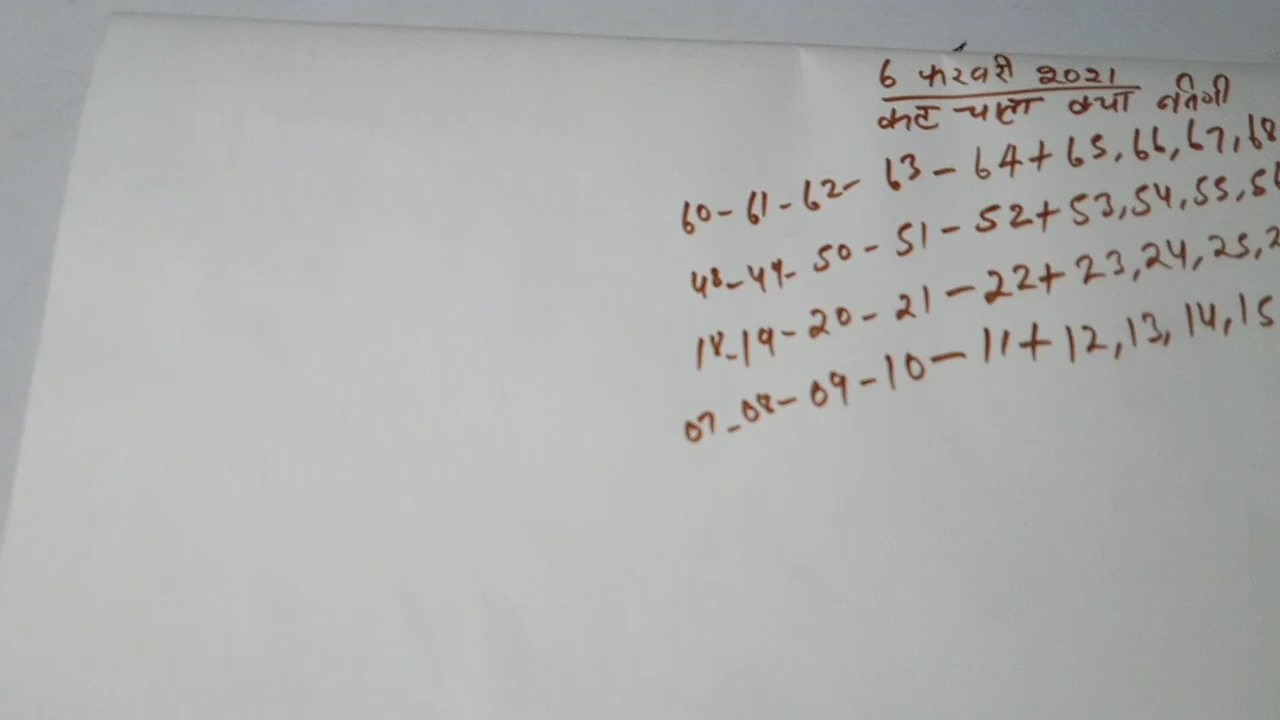 6 फरवरी 2021
कट चला क्या
60-61-62-63-64+65,66,67,68
48-49-50-51-52+53,54,55,5
18-19-20-21-22+23,24,25,2
07-08-09-10-11+12,13,14,15